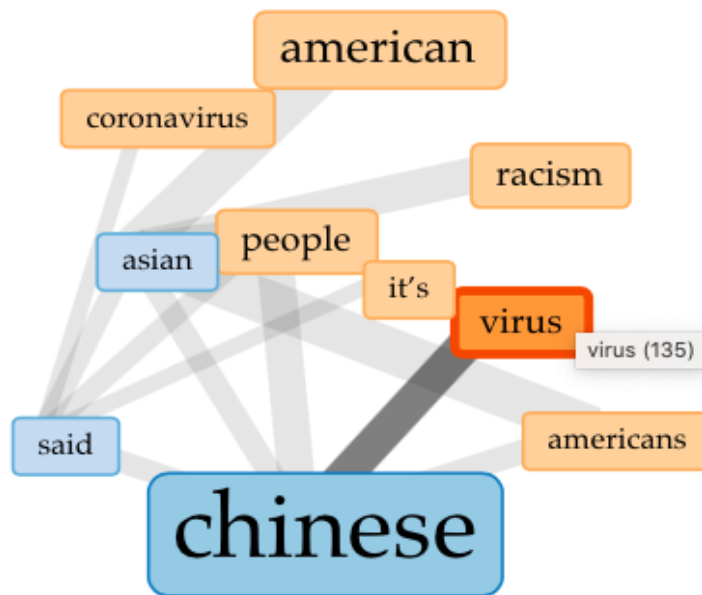 american
coronavirus
racism
people
asian
it's
virus
virus (135)
americans
said
chinese